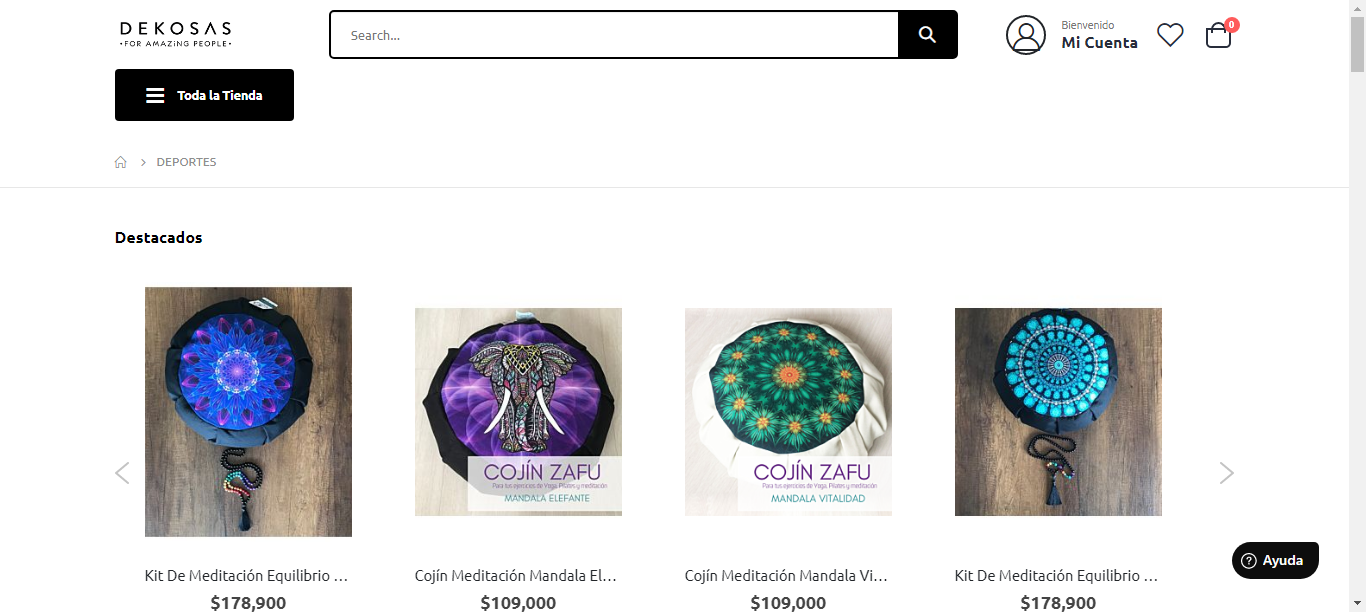 DEKOSAS
•FOR AMAZING PEOPLE•
Search...
Bienvenido
Mi Cuenta
0
Toda la Tienda
DEPORTES
Destacados
COJÍN ZAFU
Para tus ejercicios de Yoga, Pilates y meditación
MANDALA ELEFANTE
COJÍN ZAFU
Para tus ejercicios de Yoga, Pilates y meditación
MANDALA VITALIDAD
Kit De Meditación Equilibrio ...
$178,900
Cojín Meditación Mandala El...
$109,000
Cojín Meditación Mandala Vi...
$109,000
Kit De Meditación Equilibrio ...
$178,900
? Ayuda